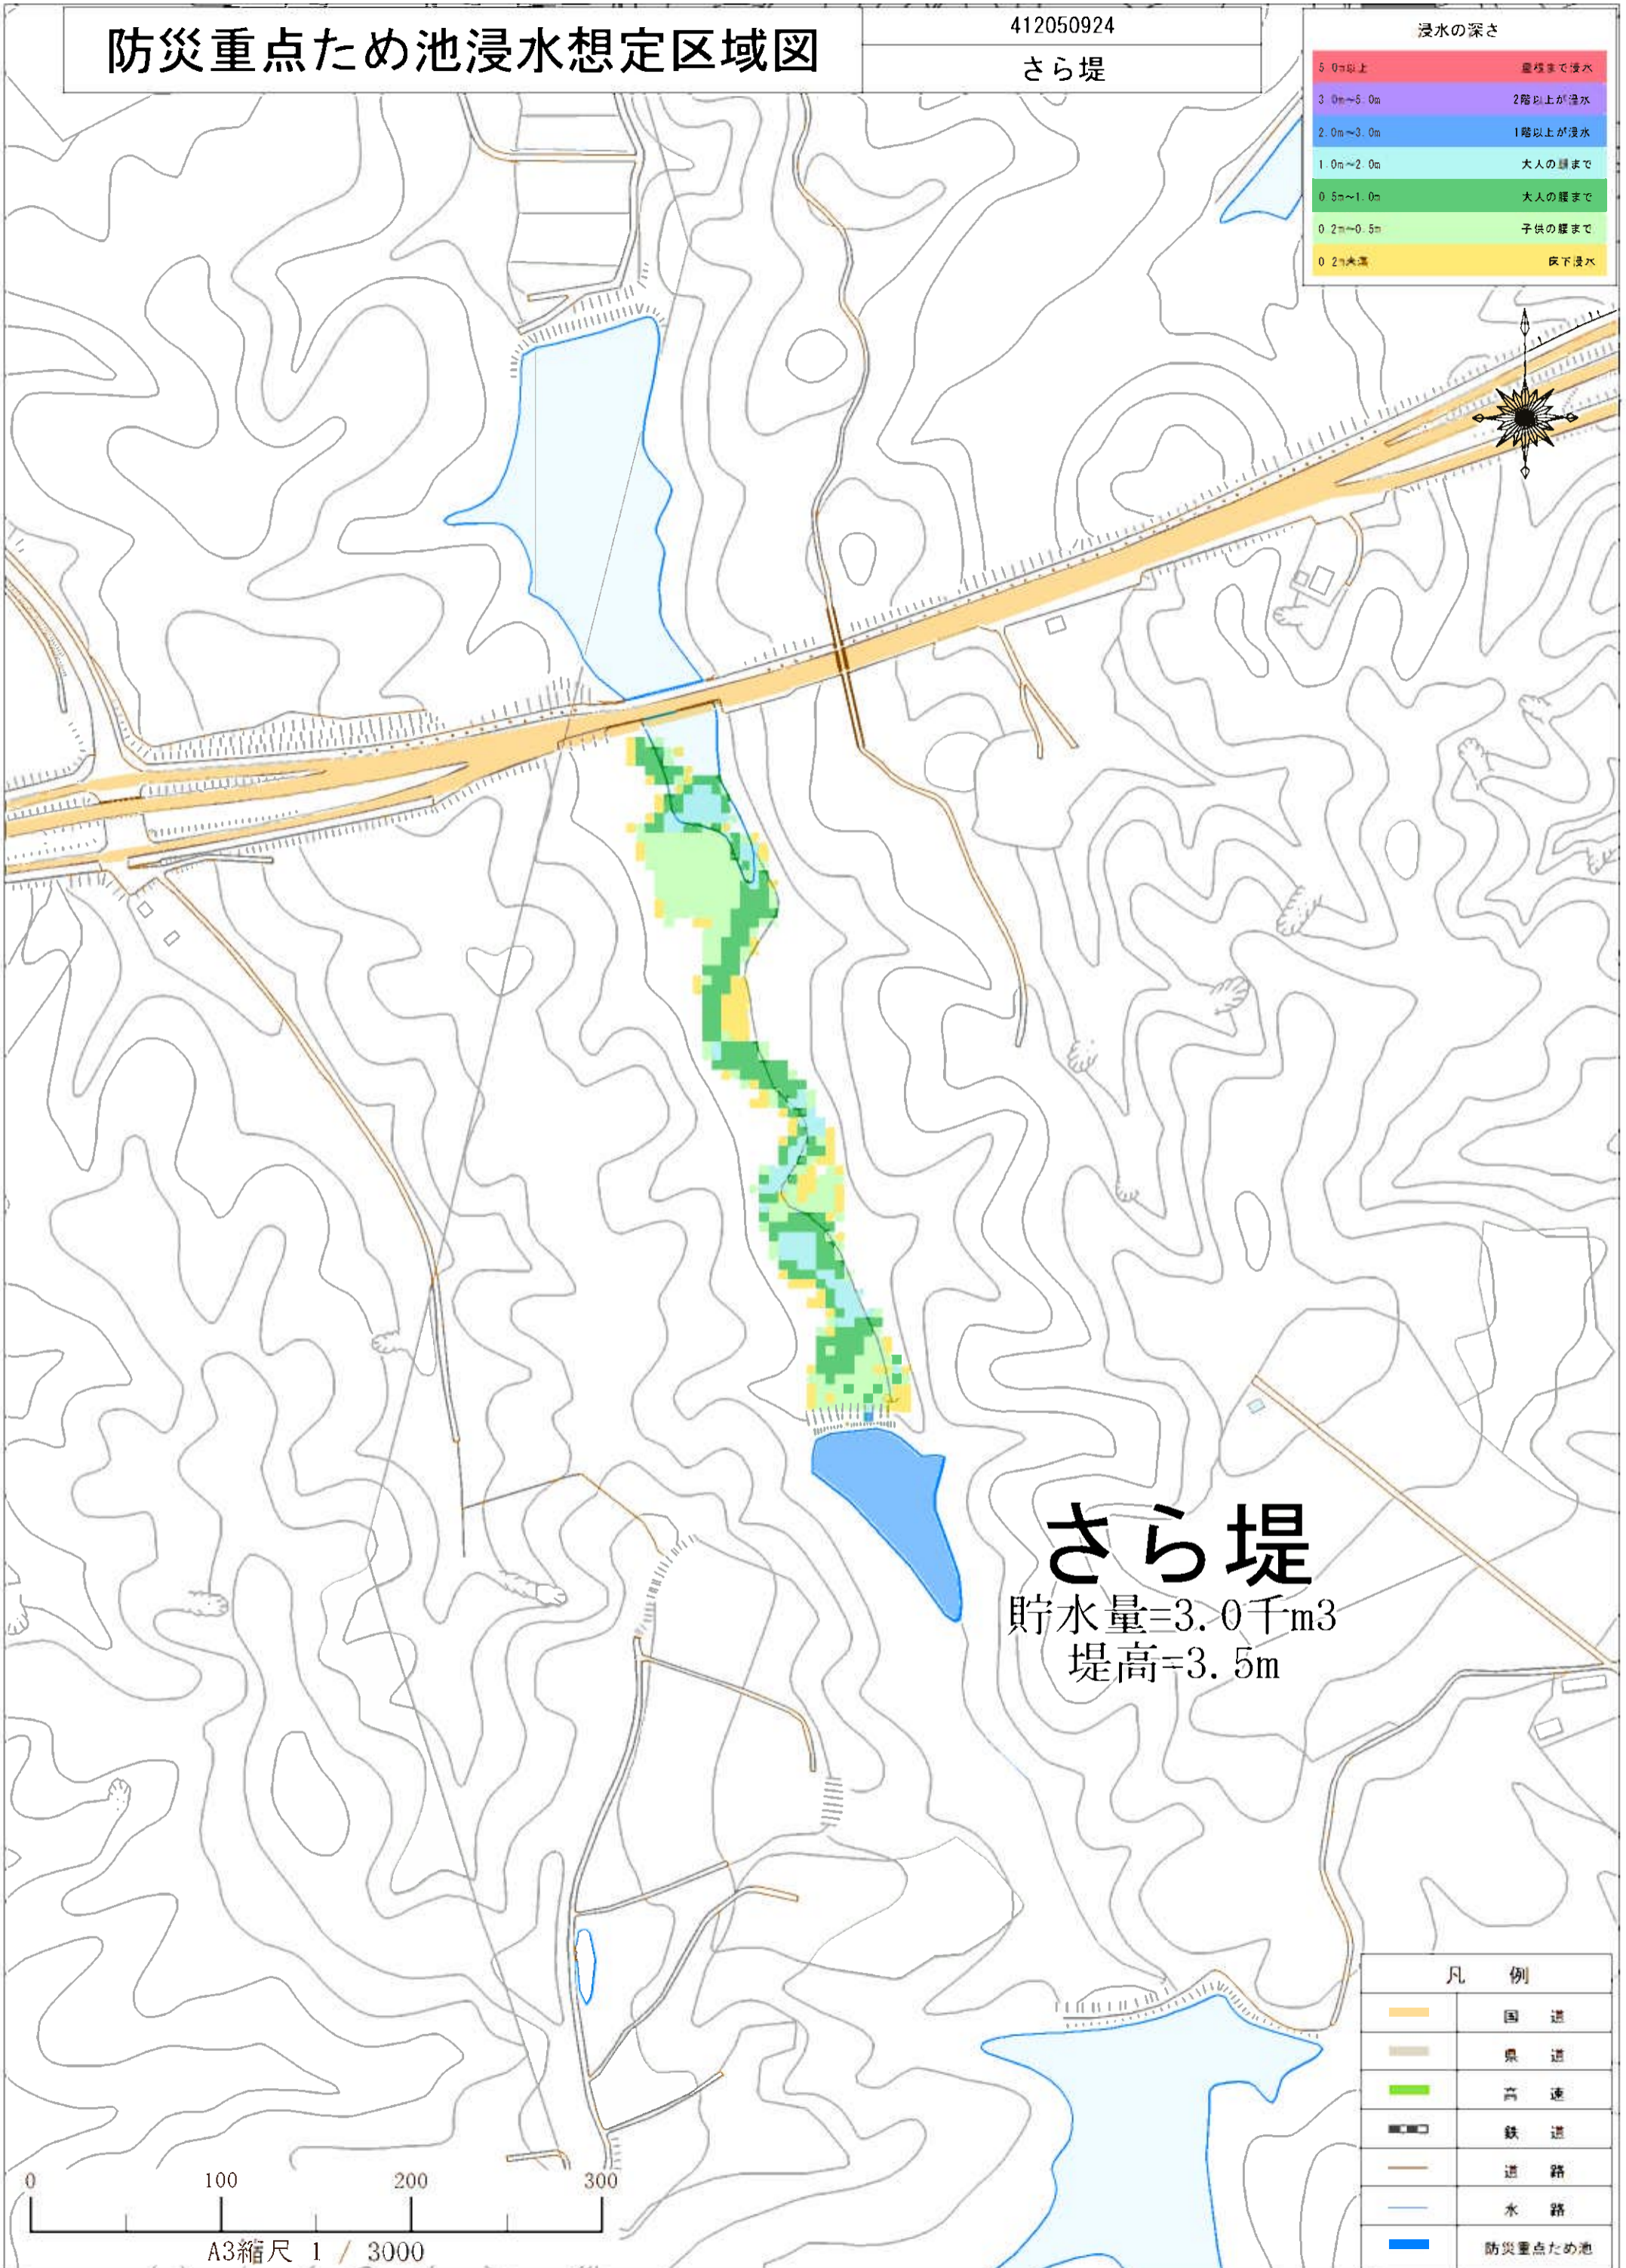 防災重点ため池浸水想定区域図
412050924
さら堤
浸水の深さ
5.0m以上 屋根まで浸水
3.0m~5.0m 2階以上が浸水
2.0m~3.0m 1階以上が浸水
1.0m~2.0m 大人の頭まで
0.5m~1.0m 大人の腰まで
0.2m~0.5m 子供の腰まで
0.2m未満 床下浸水
さら堤
貯水量=3.0千m3
堤高=3.5m
凡 例
国 道
県 道
高 速
鉄 道
道 路
水 路
防災重点ため池
0 100 200 300
A3縮尺 1 / 3000